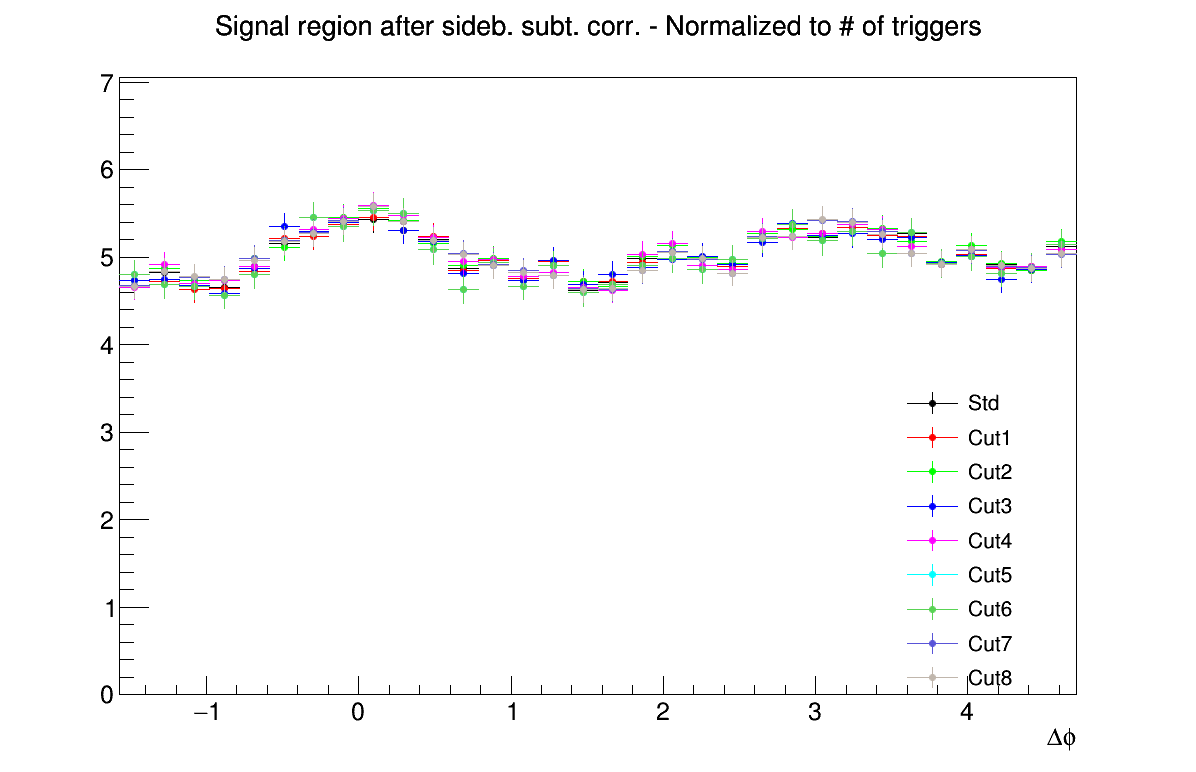 Signal region after sideb. subt. corr. - Normalized to # of triggers
7
6
5
4
3
2
1
0
Std
Cut1
Cut2
Cut3
Cut4
Cut5
Cut6
Cut7
Cut8
−1 0 1 2 3 4
Δϕ